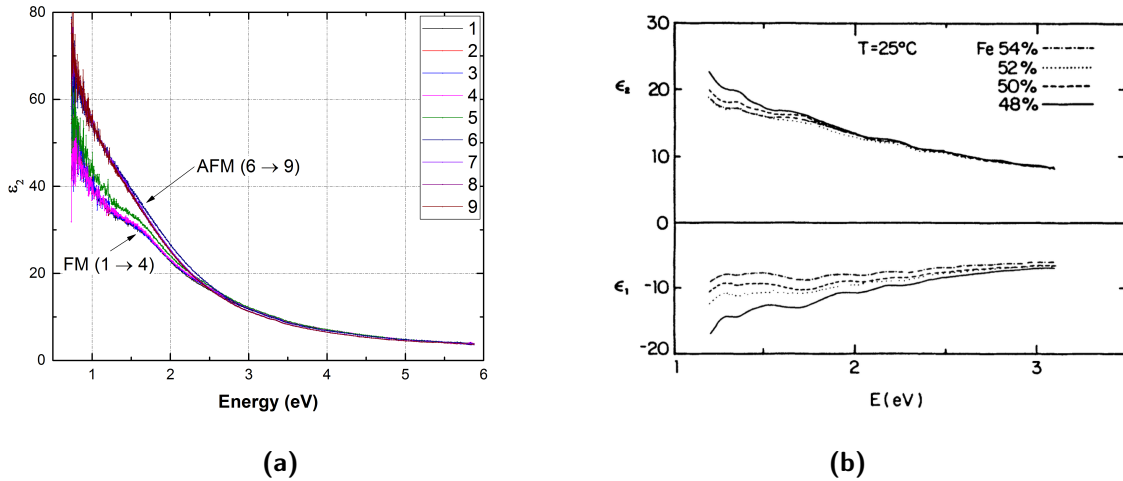 80
60
40
20
0
ε2
1
2
3
4
5
6
Energy (eV)
AFM (6 → 9)
FM (1 → 4)
1
2
3
4
5
6
7
8
9
(a)
30
20
10
0
-10
-20
ϵ2
ϵ1
T=25°C
Fe 54%
52%
50%
48%
1
2
3
E(eV)
(b)